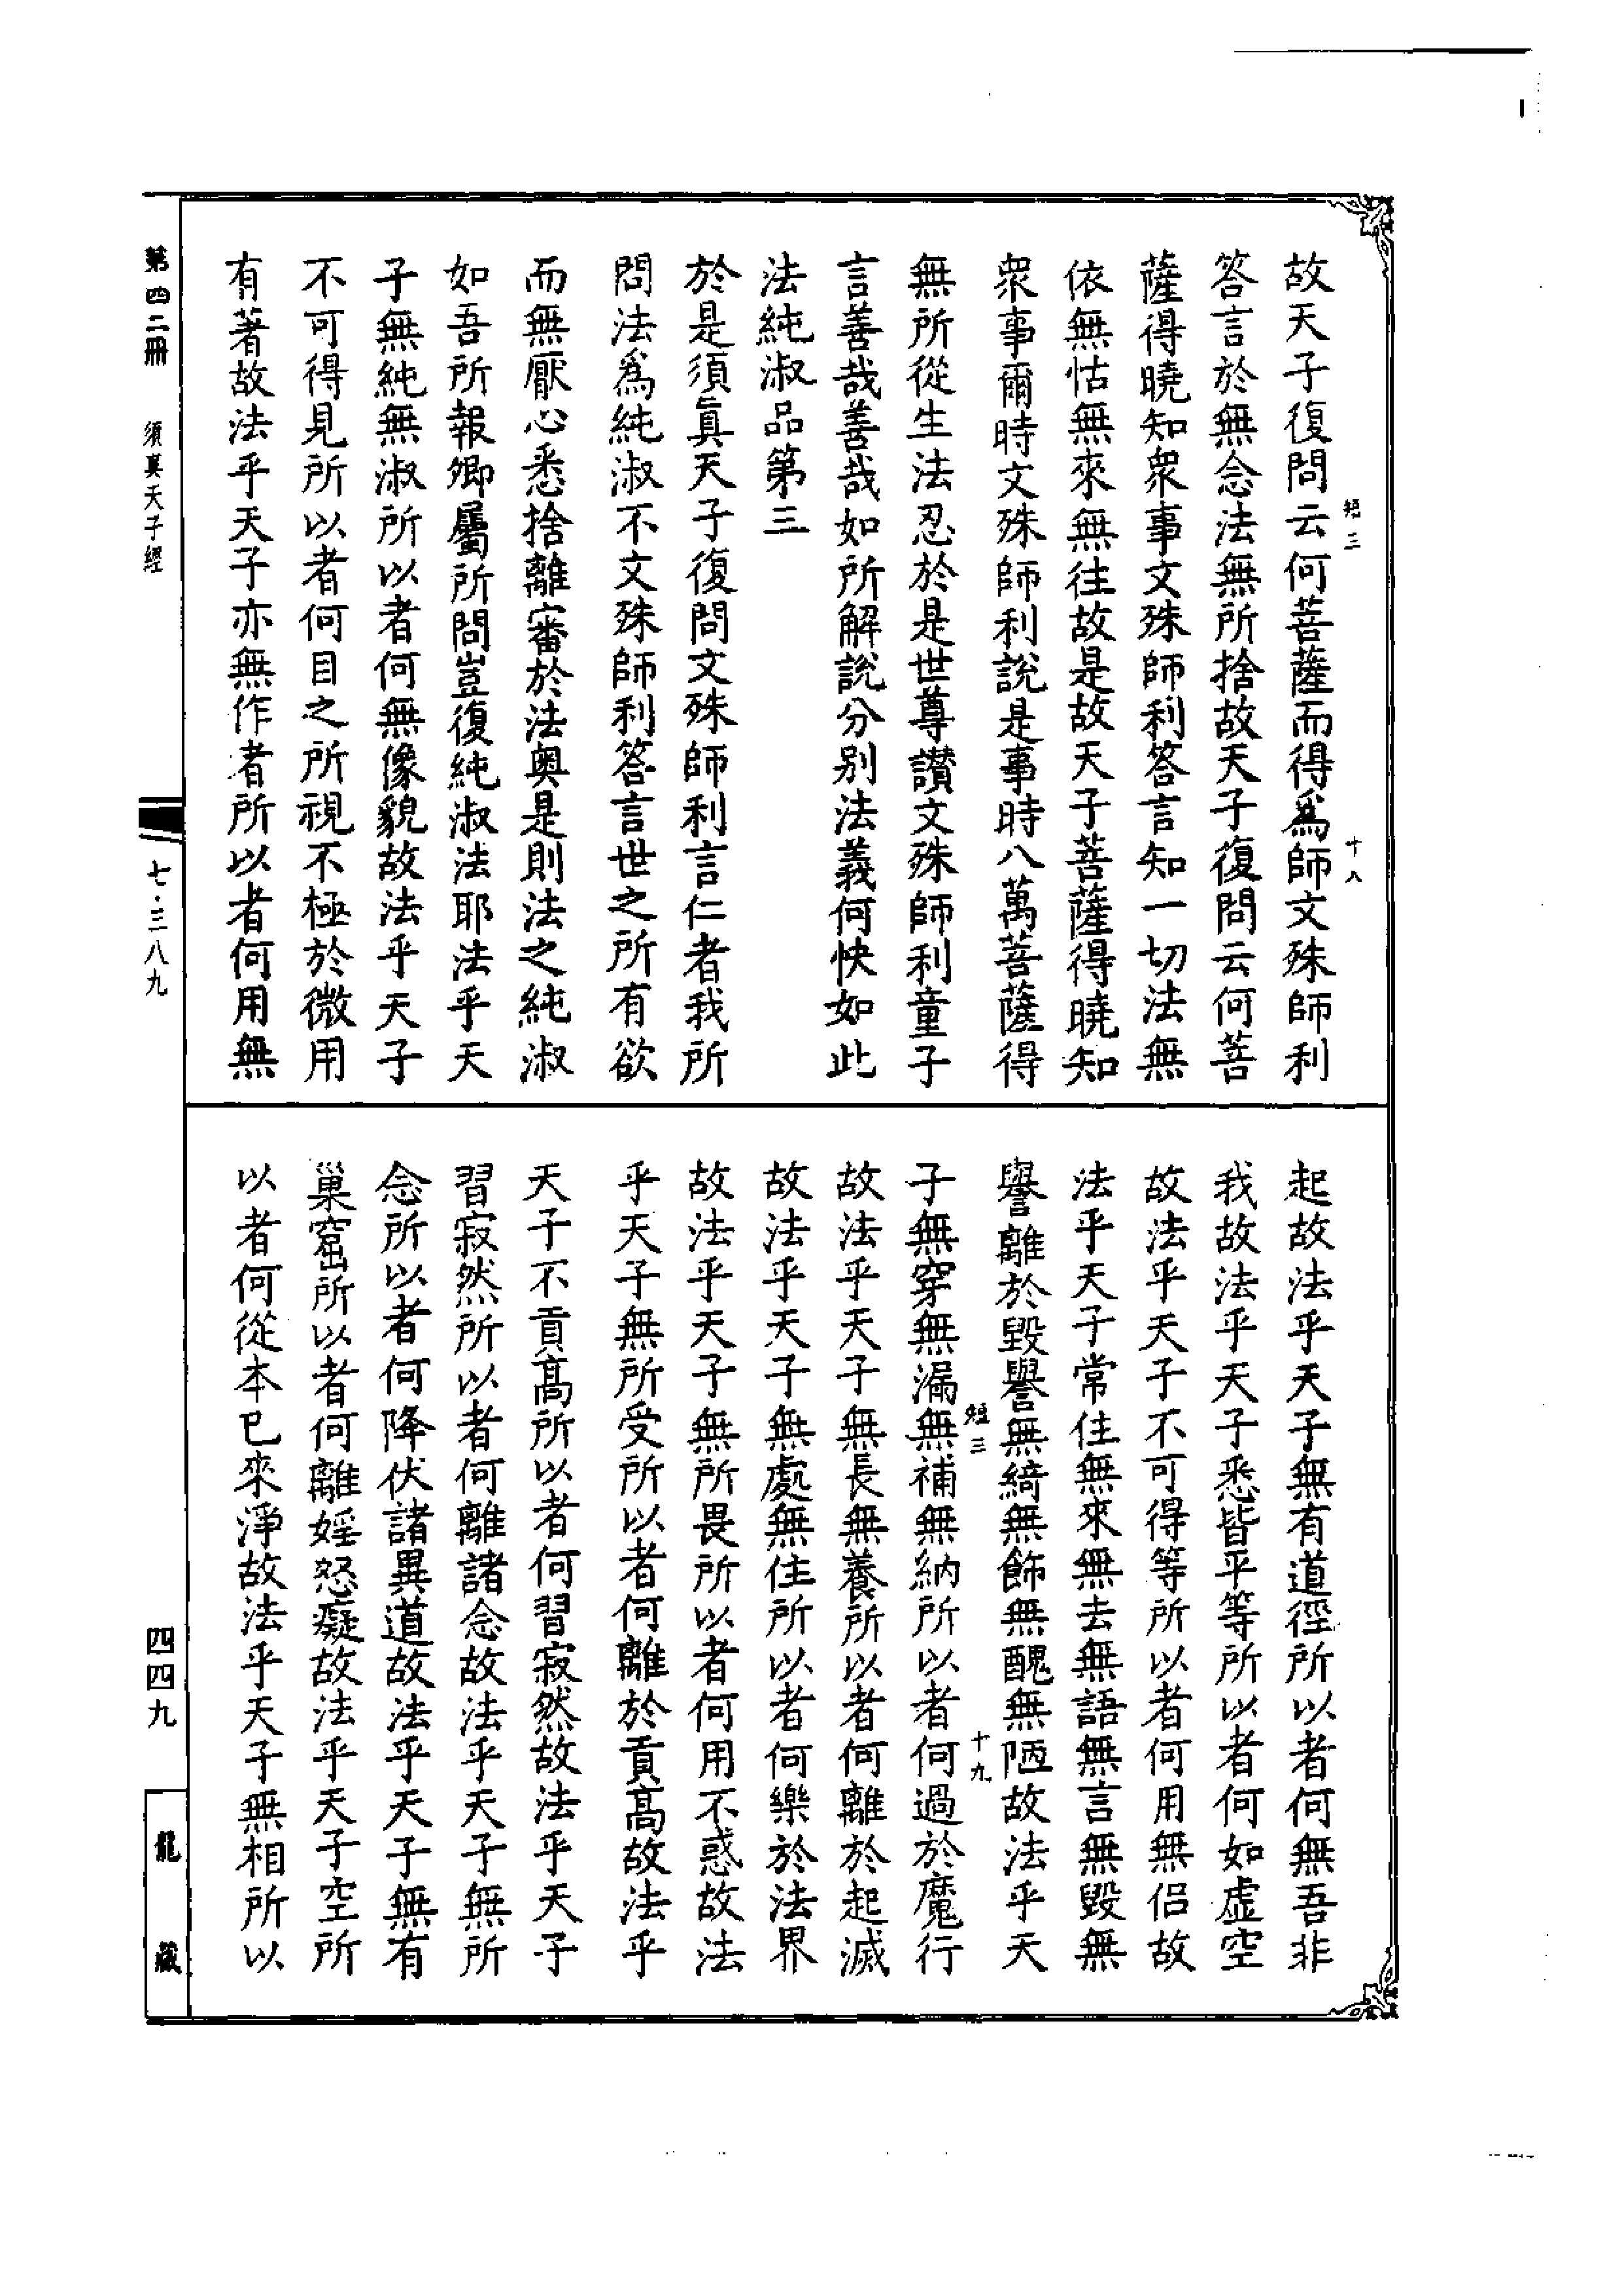 故天子復問云何菩薩而得爲師文殊師利
答言於無念法無所捨故天子復問云何菩
薩得曉知衆事文殊師利答言知一切法無
依無怙無來無往故是故天子菩薩得曉知
衆事爾時文殊師利說是事時八萬菩薩得
無所從生法忍於是世尊讚文殊師利童子
言善哉善哉如所解說分別法義何快如此
法純淑品第三
於是須眞天子復問文殊師利言仁者我所
問法爲純淑不文殊師利答言世之所有欲
而無厭心悉捨離審於法奧是則法之純淑
如吾所報卿屬所問豈復純淑法耶法乎天
子無純無淑所以者何無像貌故法乎天子
不可得見所以者何目之所視不極於微用
有著故法乎天子亦無作者所以者何用無
短三
十八
起故法乎天子無有道徑所以者何無吾非
我故法乎天子悉皆平等所以者何如虛空
故法乎天子不可得等所以者何用無侣故
法乎天子常住無來無去無語無言無毀無
譽離於毀譽無綺無飾無醜無陋故法乎天
子無穿無漏無補無納所以者何過於魔行
故法乎天子無長無養所以者何離於起滅
故法乎天子無處無住所以者何樂於法界
故法乎天子無所畏所以者何用不惑故法
乎天子無所受所以者何離於貢高故法乎
天子不貢高所以者何習寂然故法乎天子
習寂然所以者何離諸念故法乎天子無所
念所以者何降伏諸異道故法乎天子無有
巢窟所以者何離婬怒癡故法乎天子空所
以者何從本已來淨故法乎天子無相所以
短三
十九
第四二冊
須真天子經
七·三八九
四四九
龍藏